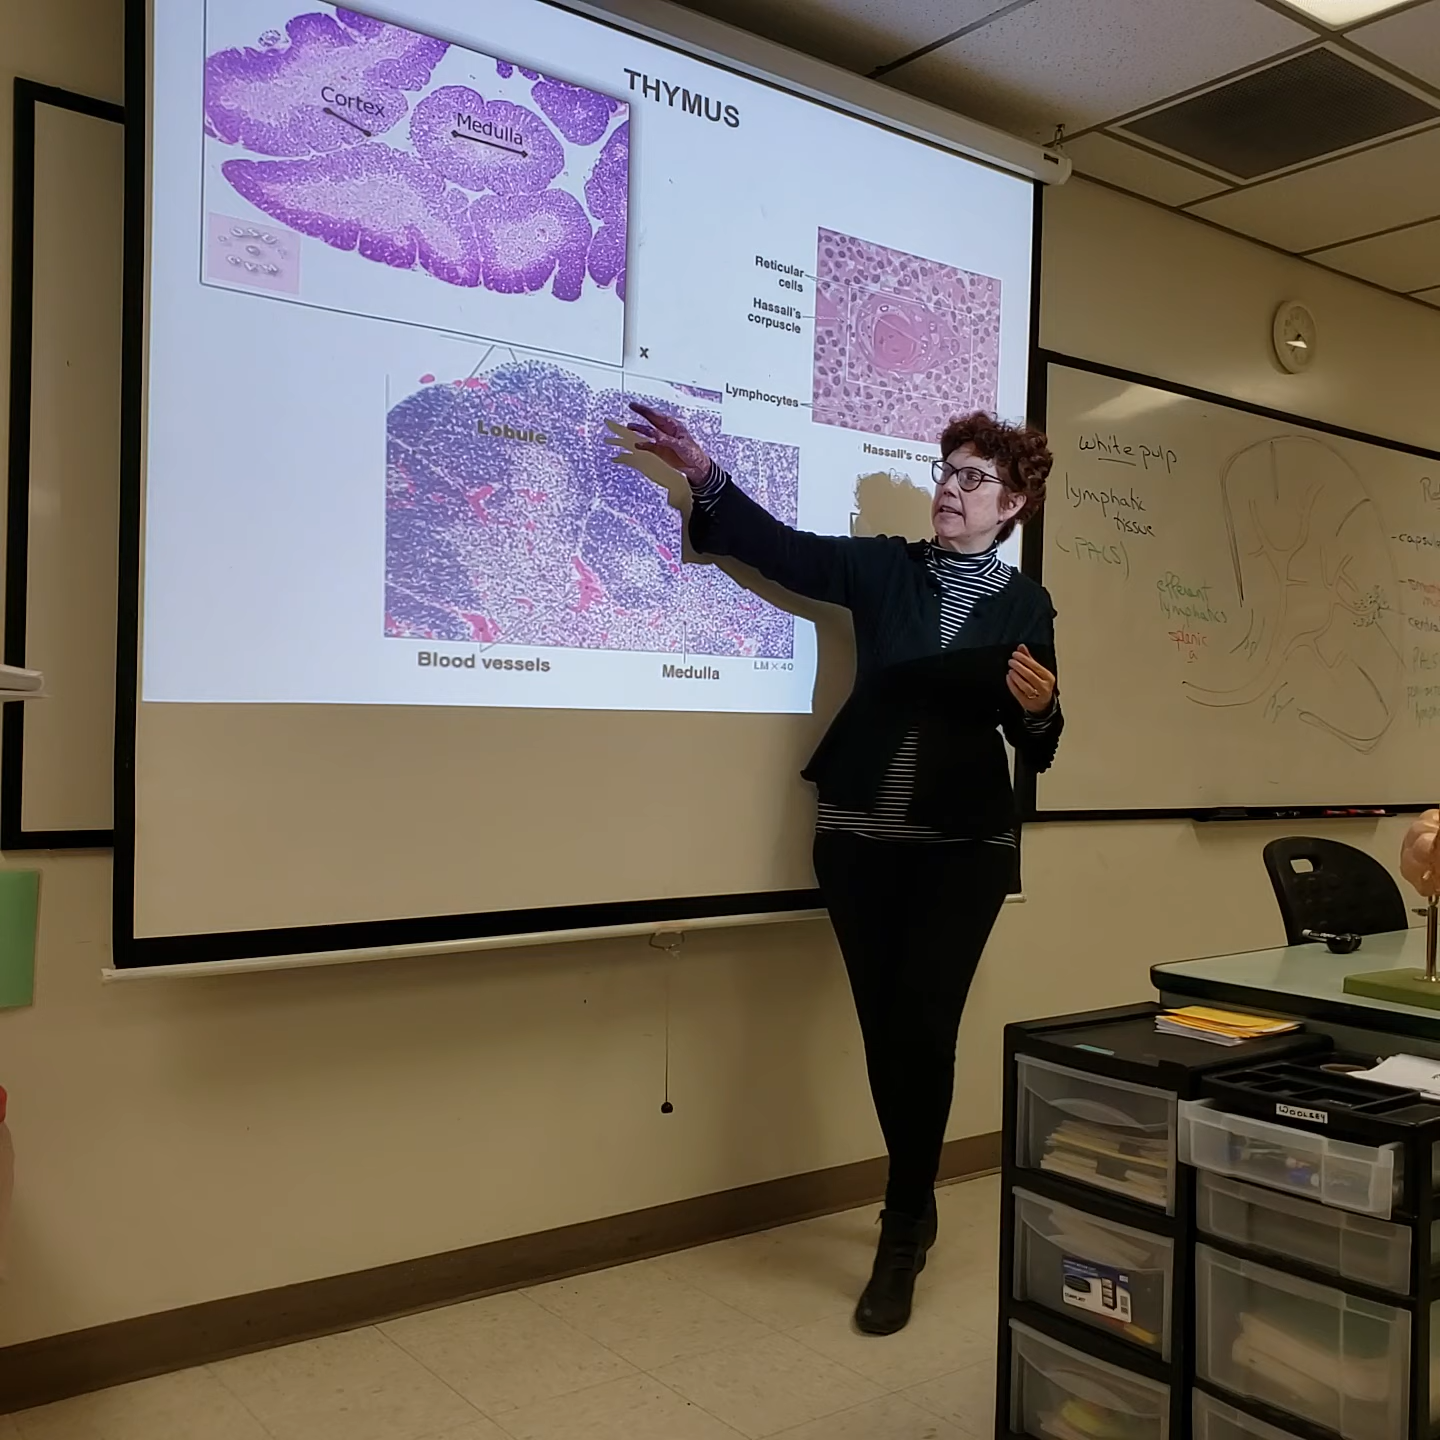 THYMUS
Cortex
Medulla
Reticular
cells
Hassall's
corpuscle
Lymphocytes
x
Lobule
Blood vessels
Medulla
LM × 40
white pulp
lymphatic
tissue
(PALS)
efferent
lymphatics
splenic
a
WOOLSEY